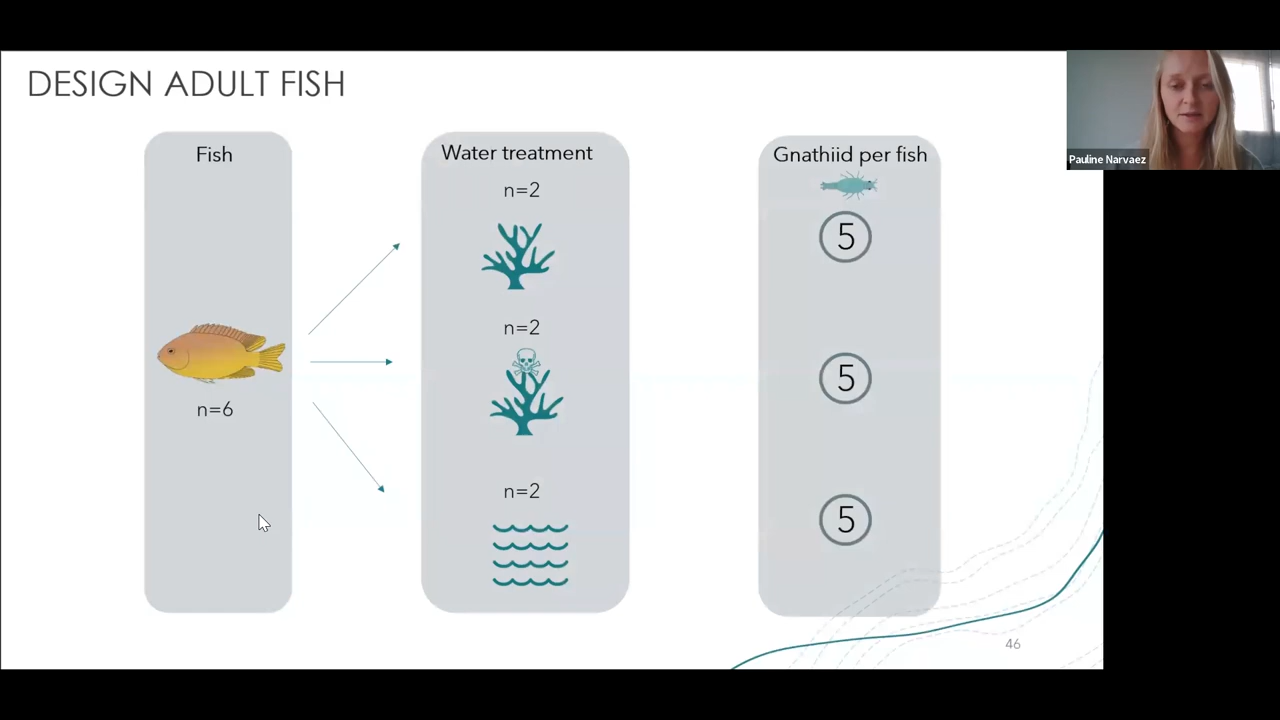 DESIGN ADULT FISH
Pauline Narvaez
Fish
n=6
Water treatment
n=2
n=2
n=2
Gnathiid per fish
5
5
5
46